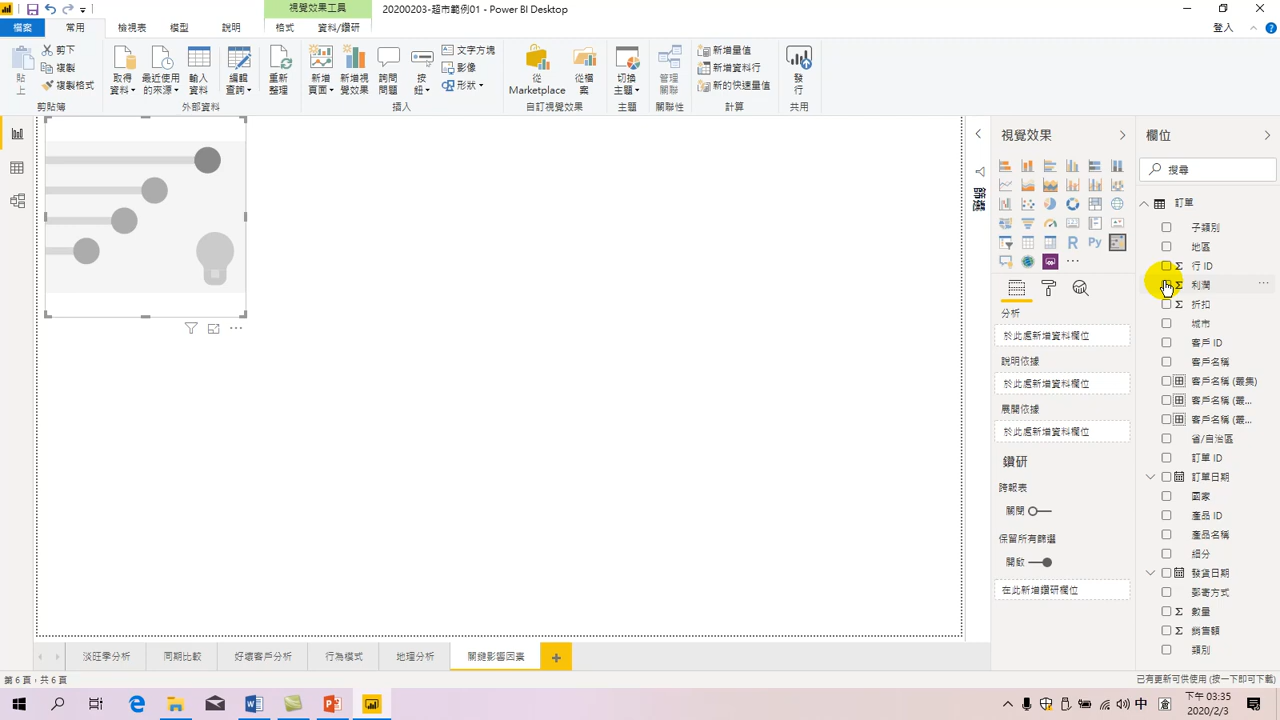 視覺效果工具
20200203-超市範例01 - Power BI Desktop
檔案
常用
檢視表
模型
說明
格式
資料/鑽研
登入
貼上
剪下
複製
複製格式
剪貼簿
取得資料
最近使用的來源
輸入資料
編輯查詢
外部資料
重新整理
新增頁面
新增視覺效果
詢問問題
按鈕
文字方塊
影像
形狀
插入
從 Marketplace
從檔案
自訂視覺效果
切換主題
主題
管理關聯
關聯性
新增量值
新增資料行
新的快速量值
計算
發行
共用
篩選
視覺效果
R
Py
分析
於此處新增資料欄位
說明依據
於此處新增資料欄位
展開依據
於此處新增資料欄位
鑽研
跨報表
關閉
保留所有篩選
開啟
在此新增鑽研欄位
欄位
搜尋
訂單
子類別
地區
行 ID
利潤
折扣
城市
客戶 ID
客戶名稱
客戶名稱 (叢集)
客戶名稱 (叢...
客戶名稱 (叢...
省/自治區
訂單 ID
訂單日期
國家
產品 ID
產品名稱
細分
發貨日期
郵寄方式
數量
銷售額
類別
淡旺季分析
同期比較
好壞客戶分析
行為模式
地理分析
關鍵影響因素
第 6 頁，共 6 頁
已有更新可供使用 (按一下即可下載)
中
下午 03:35
2020/2/3